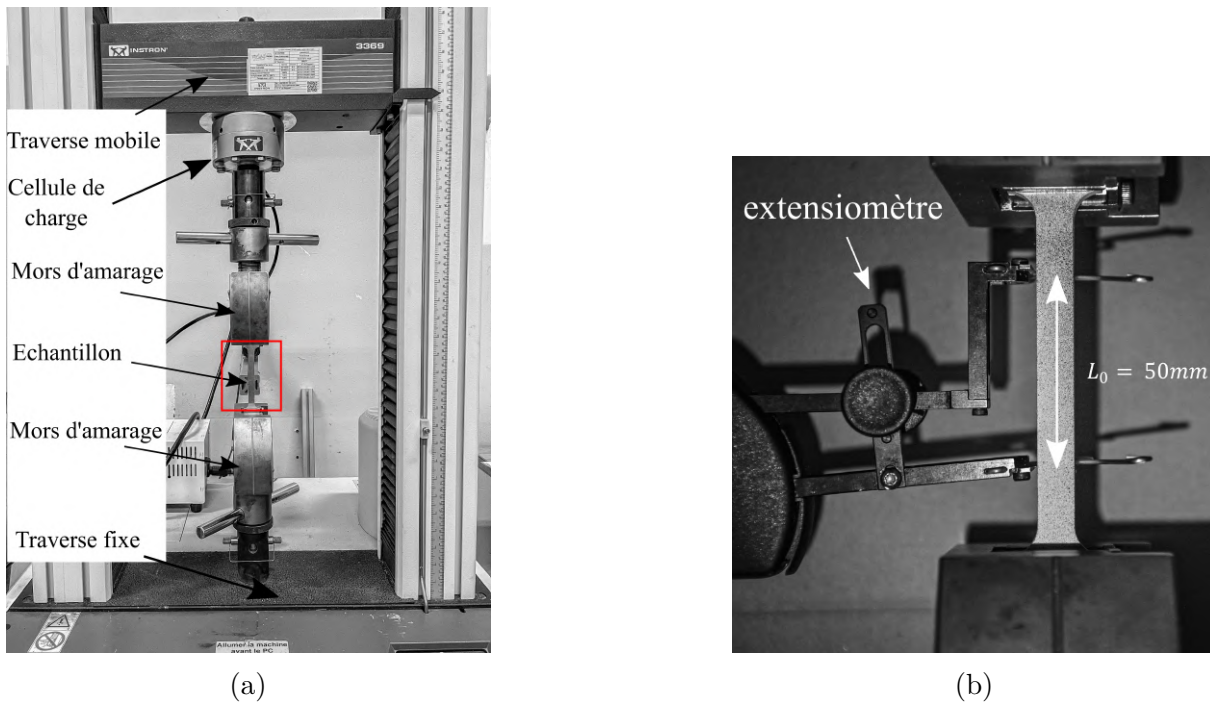 INSTRON
3369
Traverse mobile
Cellule de
charge
Mors d'amarage
Echantillon
Mors d'amarage
Traverse fixe
Allumer la machine
avant le PC
(a)
extensiomètre
L₀ = 50mm
(b)